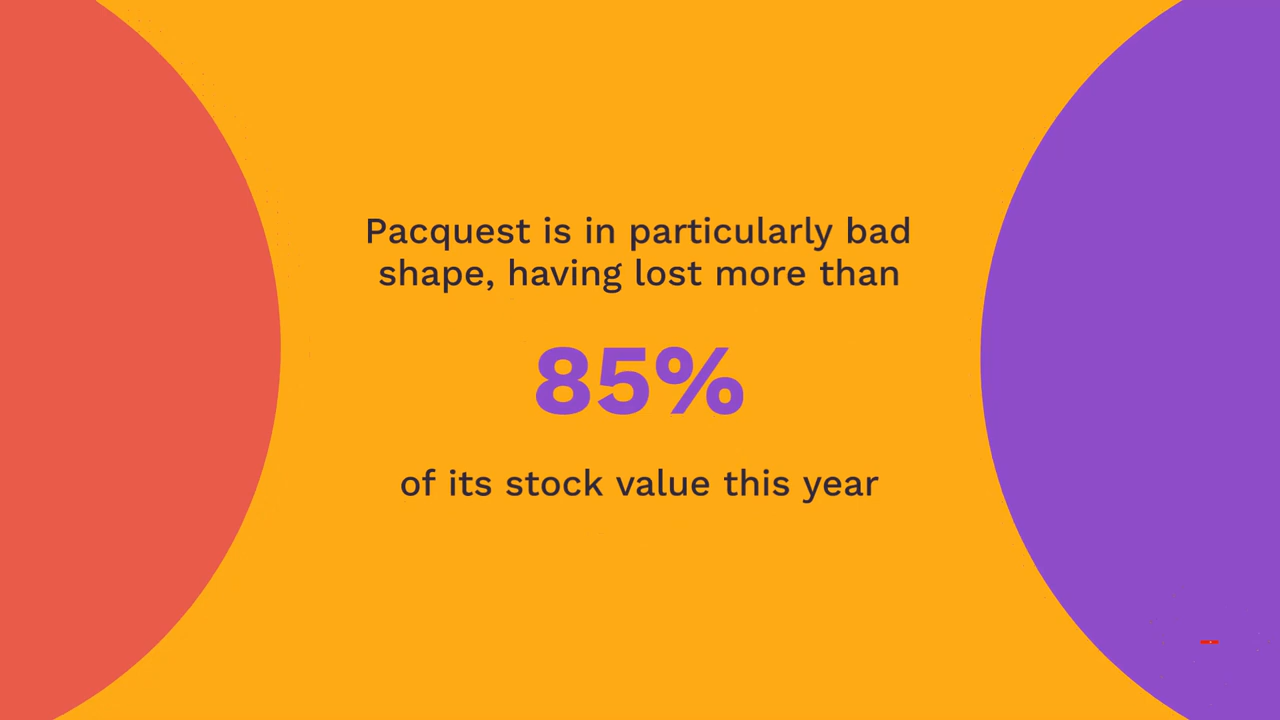 Pacquest is in particularly bad
shape, having lost more than
85%
of its stock value this year